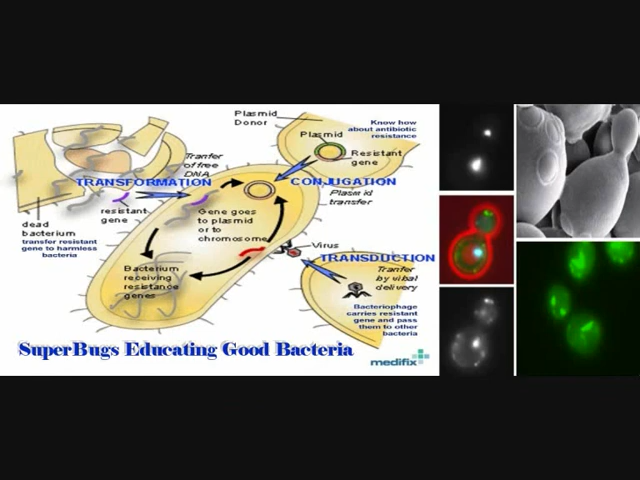 Plasmid
Donor
Know how
about antibiotic
resistance
Plasmid
Resistant
gene
Tranfer
of free
DNA
TRANSFORMATION
CONJUGATION
Plasmid
transfer
resistant
gene
Gene goes
to plasmid
or to
chromosome
dead
bacterium
transfer resistant
gene to harmless
bacteria
Virus
TRANSDUCTION
Tranfer
by vibal
delivery
Bacterium
receiving
resistance
genes
Bacteriophage
carries resistant
gene and pass
them to other
bacteria
SuperBugs Educating Good Bacteria
medifix